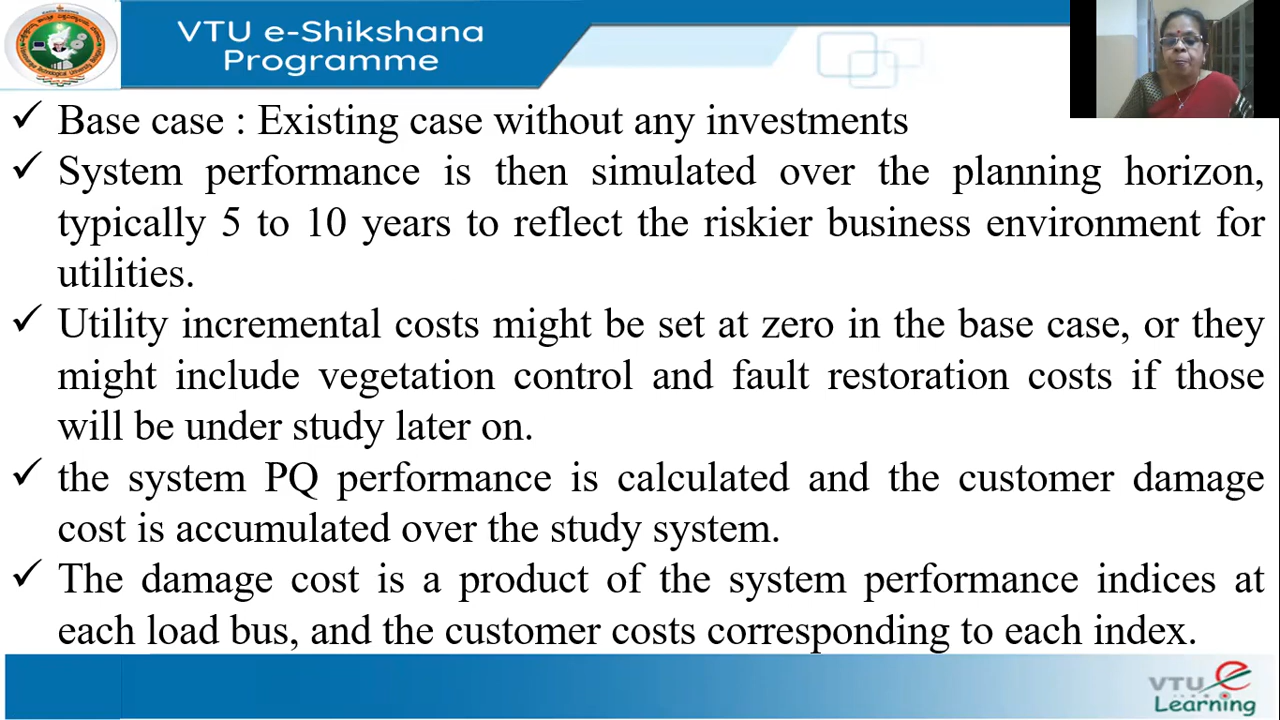 VTU e-Shikshana
Programme
✓ Base case : Existing case without any investments
✓ System performance is then simulated over the planning horizon,
typically 5 to 10 years to reflect the riskier business environment for
utilities.
✓ Utility incremental costs might be set at zero in the base case, or they
might include vegetation control and fault restoration costs if those
will be under study later on.
✓ the system PQ performance is calculated and the customer damage
cost is accumulated over the study system.
✓ The damage cost is a product of the system performance indices at
each load bus, and the customer costs corresponding to each index.
VTU e
Learning